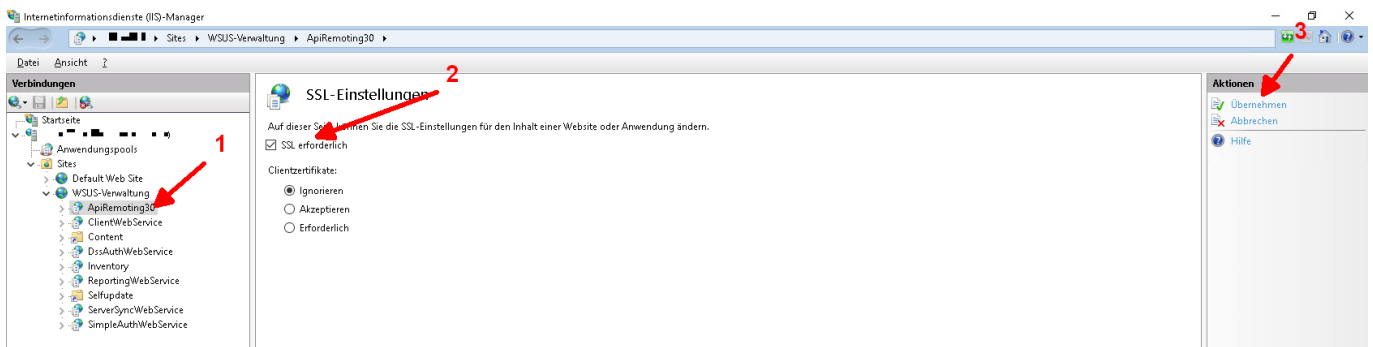 Internetinformationsdienste (IIS)-Manager
Sites WSUS-Verwaltung ApiRemoting30
Datei Ansicht ?
Verbindungen
Startseite
Anwendungspools
Sites
Default Web Site
WSUS-Verwaltung
ApiRemoting30
ClientWebService
Content
DssAuthWebService
Inventory
ReportingWebService
Selfupdate
ServerSyncWebService
SimpleAuthWebService
1
2
SSL-Einstellungen
Auf dieser Seite können Sie die SSL-Einstellungen für den Inhalt einer Website oder Anwendung ändern.
SSL erforderlich
Clientzertifikate:
Ignorieren
Akzeptieren
Erforderlich
3
Aktionen
Übernehmen
Abbrechen
Hilfe